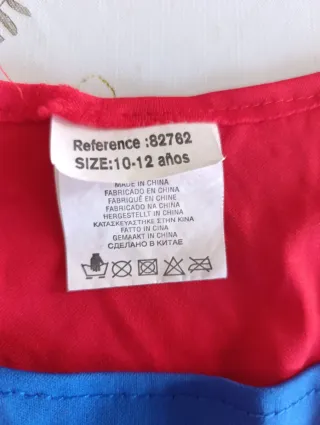 Reference :82762
SIZE:10-12 años
MADE IN CHINA
FABRICADO EN CHINA
FABRIQUÉ EN CHINE
FABRICADO NA CHINA
HERGESTELLT IN CHINA
ΚΑΤΑΣΚΕΥΑΣΤΗΚΕ ΣΤΗΝ ΚΙΝΑ
FATTO IN CINA
GEMAAKT IN CHINA
СДЕЛАНО В КИТАЕ